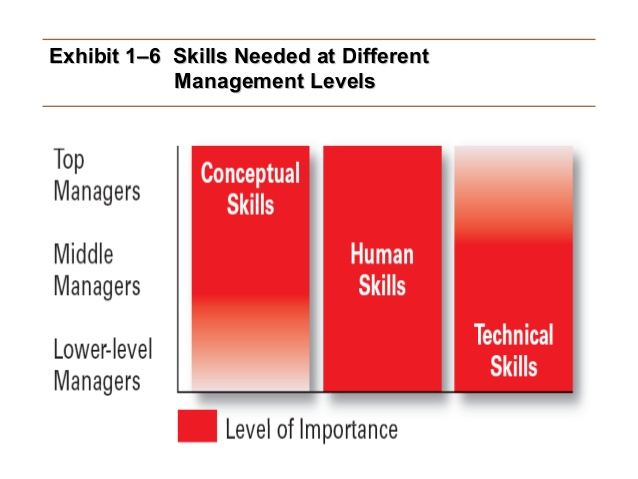 Exhibit 1–6  Skills Needed at Different
Management Levels
Top
Managers
Middle
Managers
Lower-level
Managers
Conceptual
Skills
Human
Skills
Technical
Skills
Level of Importance